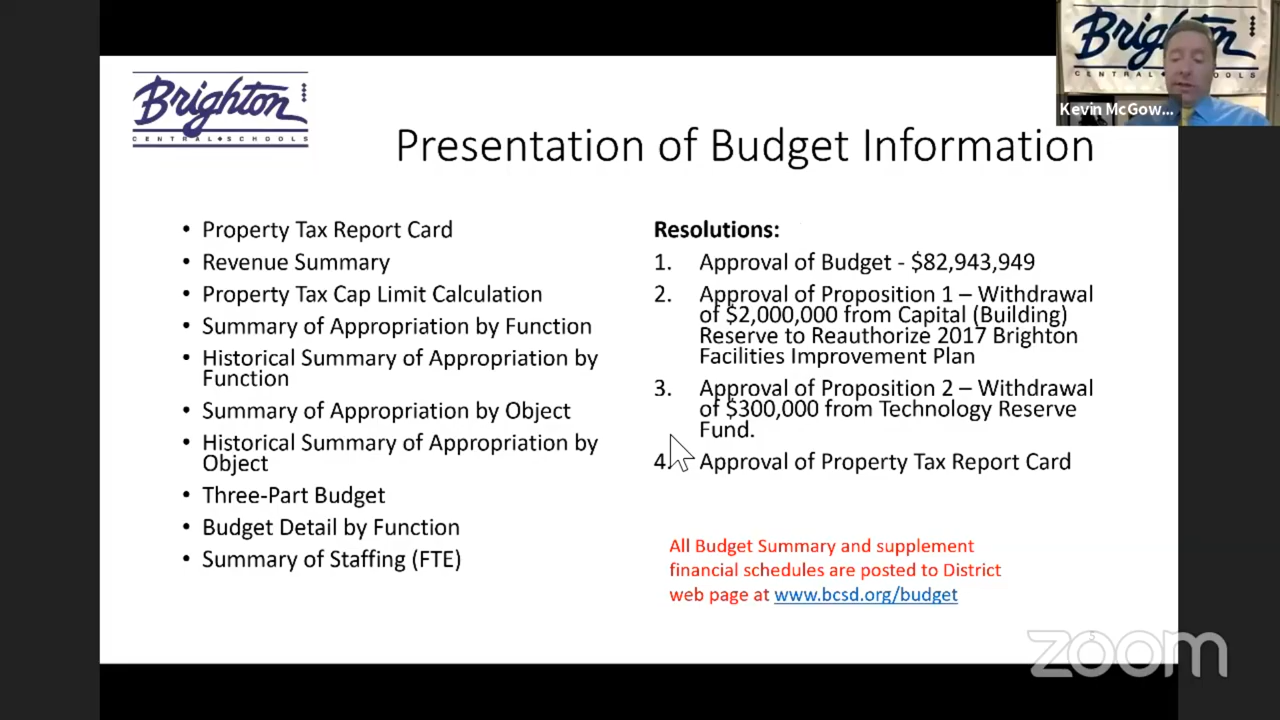 Brighton
CENTRAL SCHOOLS
Presentation of Budget Information
• Property Tax Report Card
• Revenue Summary
• Property Tax Cap Limit Calculation
• Summary of Appropriation by Function
• Historical Summary of Appropriation by
Function
• Summary of Appropriation by Object
• Historical Summary of Appropriation by
Object
• Three-Part Budget
• Budget Detail by Function
• Summary of Staffing (FTE)
Resolutions:
1. Approval of Budget - $82,943,949
2. Approval of Proposition 1 – Withdrawal
of $2,000,000 from Capital (Building)
Reserve to Reauthorize 2017 Brighton
Facilities Improvement Plan
3. Approval of Proposition 2 – Withdrawal
of $300,000 from Technology Reserve
Fund.
4. Approval of Property Tax Report Card
All Budget Summary and supplement
financial schedules are posted to District
web page at www.bcsd.org/budget
Brighton
CENTRAL SCHOOLS
Kevin McGow...
zoom